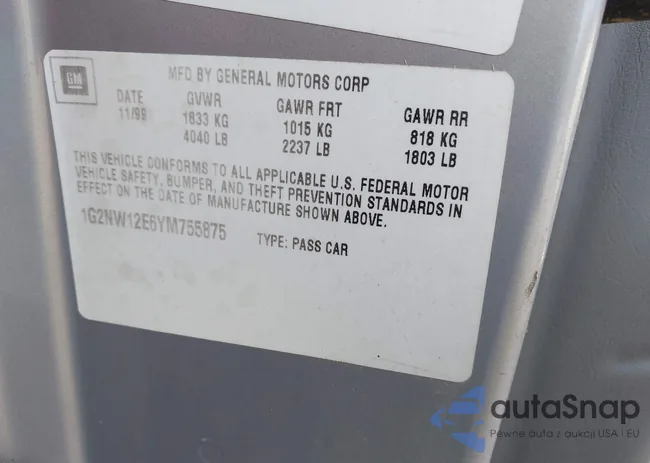 GM
MFD BY GENERAL MOTORS CORP
DATE GVWR GAWR FRT GAWR RR
11/99 1833 KG 1015 KG 818 KG
4040 LB 2237 LB 1803 LB
THIS VEHICLE CONFORMS TO ALL APPLICABLE U.S. FEDERAL MOTOR
VEHICLE SAFETY, BUMPER, AND THEFT PREVENTION STANDARDS IN
EFFECT ON THE DATE OF MANUFACTURE SHOWN ABOVE.
1G2NW12E6YM755875 TYPE: PASS CAR
autaSnap
Pewne auta z aukcji USA i EU